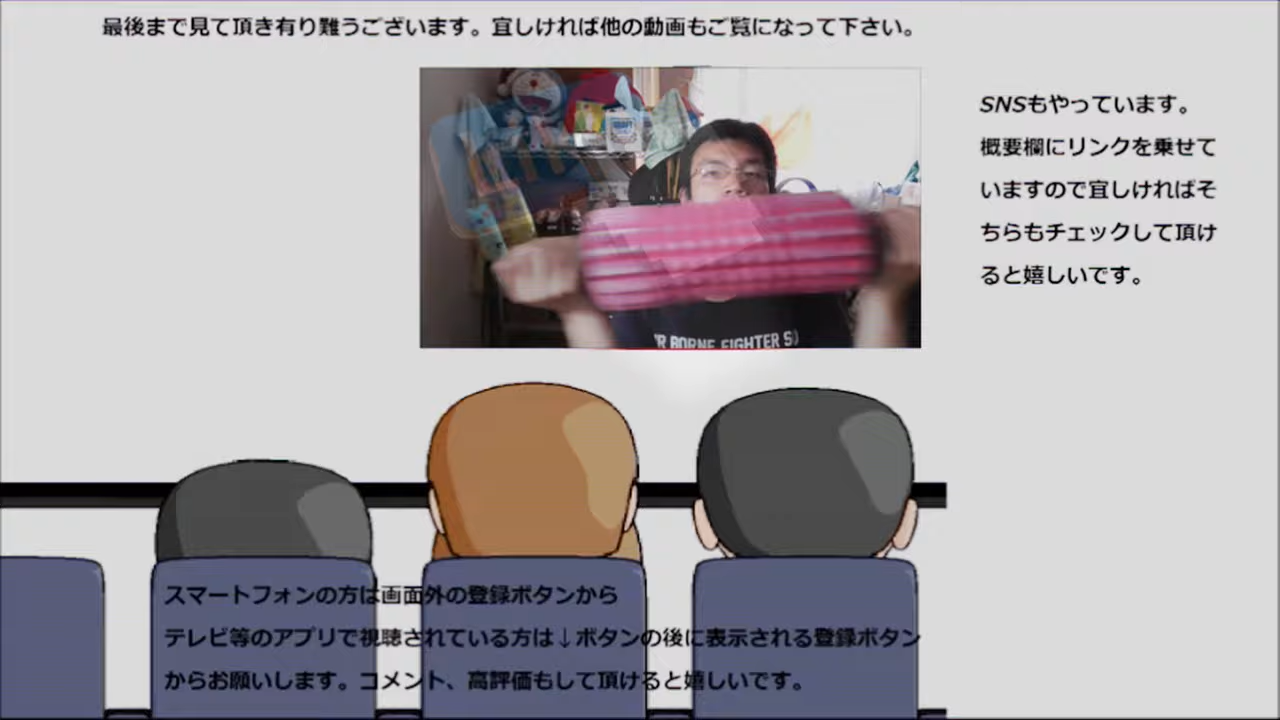 最後まで見て頂き有り難うございます。宜しければ他の動画もご覧になって下さい。
SNSもやっています。
概要欄にリンクを乗せて
いますので宜しければそ
ちらもチェックして頂け
ると嬉しいです。
BORNE FIGHTER
スマートフォンの方は画面外の登録ボタンから
テレビ等のアプリで視聴されている方は↓ボタンの後に表示される登録ボタン
からお願いします。コメント、高評価もして頂けると嬉しいです。